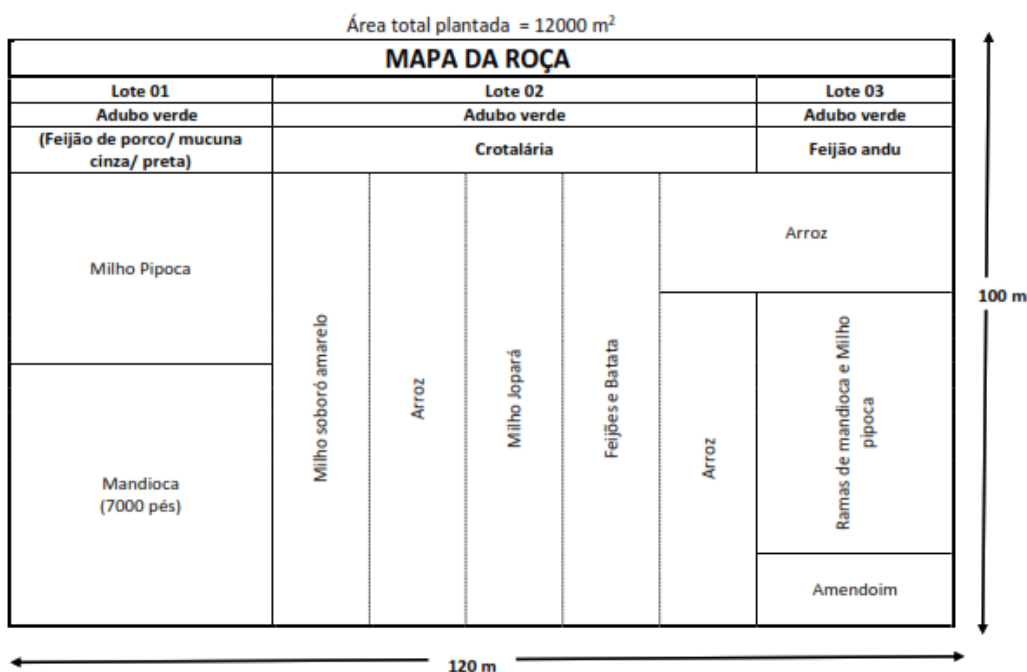 Área total plantada = 12000 m²
MAPA DA ROÇA
Lote 01
Lote 02
Lote 03
Adubo verde
Adubo verde
Adubo verde
(Feijão de porco/ mucuna
cinza/ preta)
Crotalária
Feijão andu
Milho Pipoca
Mandioca
(7000 pés)
Milho soboró amarelo
Arroz
Milho Jopará
Feijões e Batata
Arroz
Arroz
Ramas de mandioca e Milho
pipoca
Amendoim
100 m
120 m